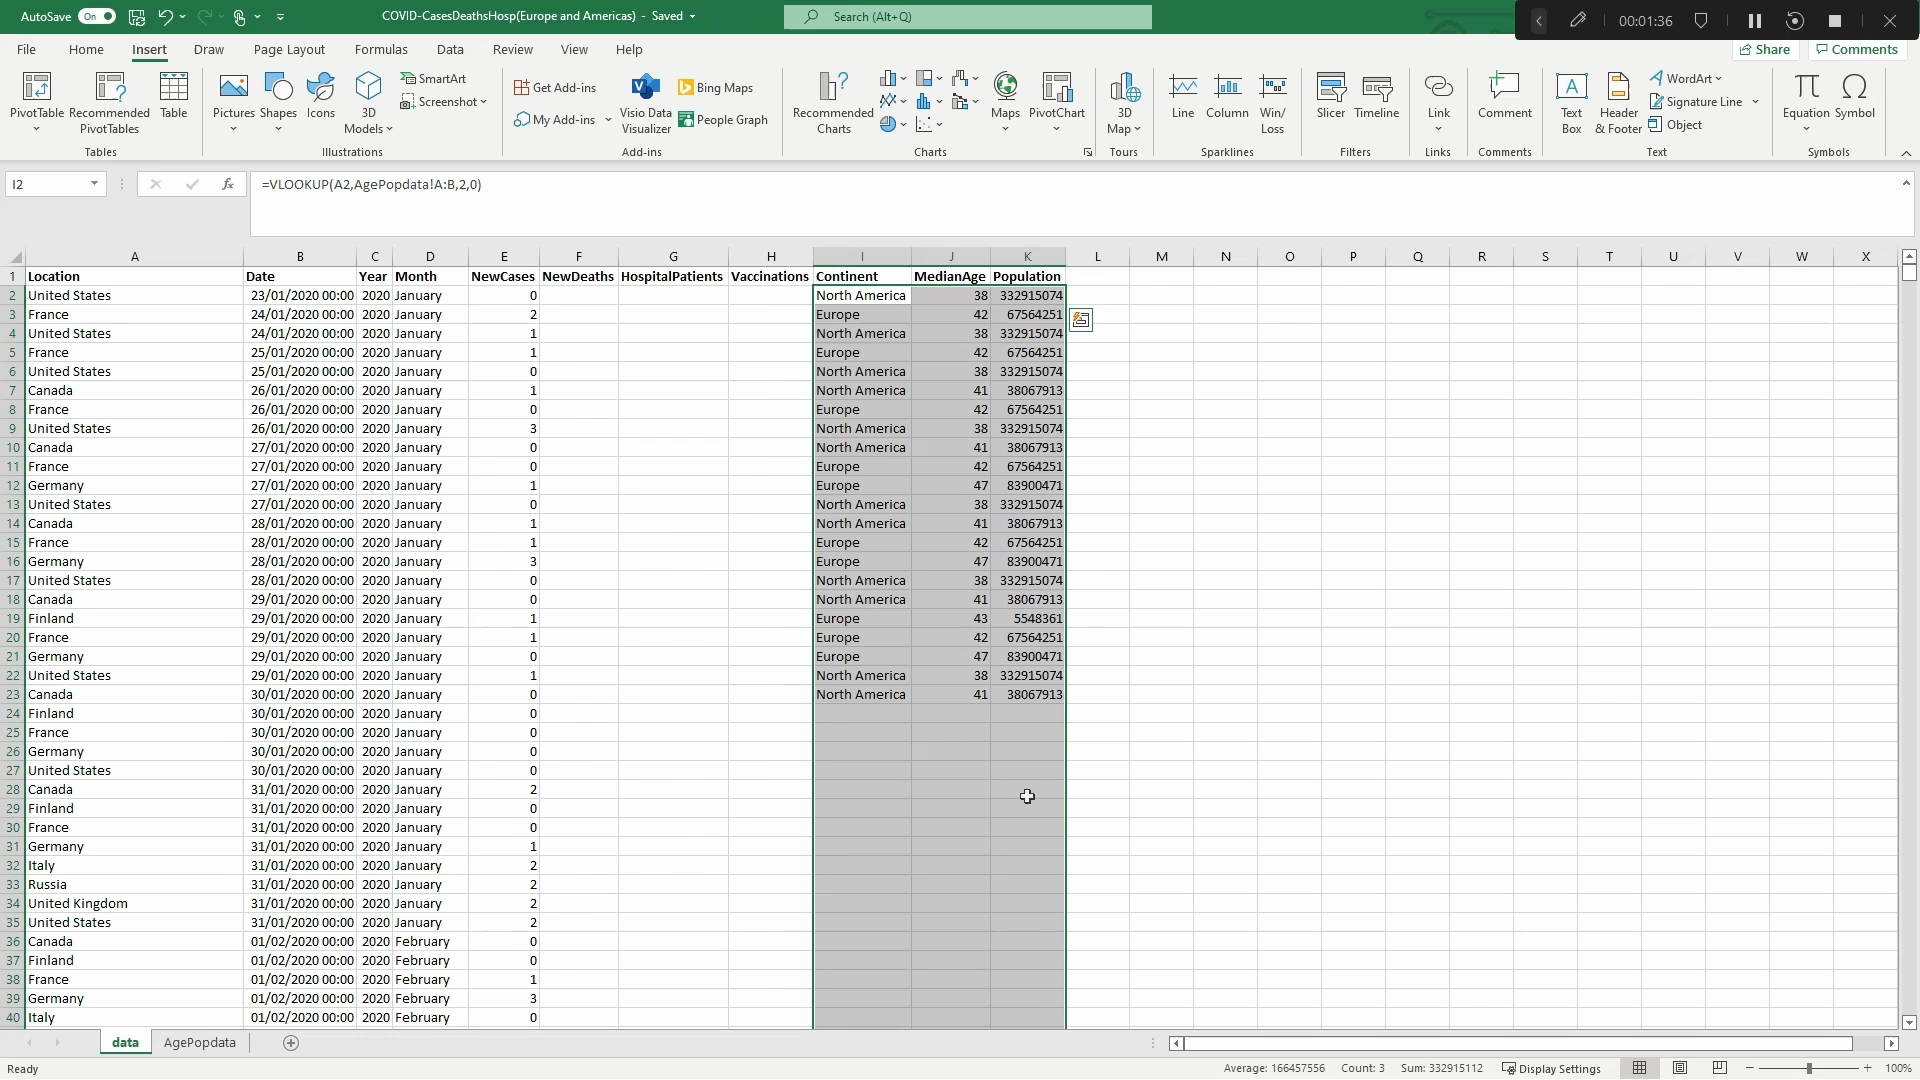 AutoSave On COVID-CasesDeathsHosp(Europe and Americas) - Saved Search (Alt+Q) 00:01:36
File Home Insert Draw Page Layout Formulas Data Review View Help Share Comments
PivotTable Recommended PivotTables Table
Tables
Pictures Shapes Icons 3D Models SmartArt Screenshot
Illustrations
Get Add-ins My Add-ins Visio Data Visualizer Bing Maps People Graph
Add-ins
Recommended Charts Maps PivotChart
Charts
3D Map
Tours
Line Column Win/Loss
Sparklines
Slicer Timeline
Filters
Link
Links
Comment
Comments
Text Box Header & Footer WordArt Signature Line Object
Text
Equation Symbol
Symbols
I2 fx =VLOOKUP(A2,AgePopdata!A:B,2,0)
A B C D E F G H I J K L M N O P Q R S T U V W X
1 Location Date Year Month NewCases NewDeaths HospitalPatients Vaccinations Continent MedianAge Population
2 United States 23/01/2020 00:00 2020 January 0 North America 38 332915074
3 France 24/01/2020 00:00 2020 January 2 Europe 42 67564251
4 United States 24/01/2020 00:00 2020 January 1 North America 38 332915074
5 France 25/01/2020 00:00 2020 January 1 Europe 42 67564251
6 United States 25/01/2020 00:00 2020 January 0 North America 38 332915074
7 Canada 26/01/2020 00:00 2020 January 1 North America 41 38067913
8 France 26/01/2020 00:00 2020 January 0 Europe 42 67564251
9 United States 26/01/2020 00:00 2020 January 3 North America 38 332915074
10 Canada 27/01/2020 00:00 2020 January 0 North America 41 38067913
11 France 27/01/2020 00:00 2020 January 0 Europe 42 67564251
12 Germany 27/01/2020 00:00 2020 January 1 Europe 47 83900471
13 United States 27/01/2020 00:00 2020 January 0 North America 38 332915074
14 Canada 28/01/2020 00:00 2020 January 1 North America 41 38067913
15 France 28/01/2020 00:00 2020 January 1 Europe 42 67564251
16 Germany 28/01/2020 00:00 2020 January 3 Europe 47 83900471
17 United States 28/01/2020 00:00 2020 January 0 North America 38 332915074
18 Canada 29/01/2020 00:00 2020 January 0 North America 41 38067913
19 Finland 29/01/2020 00:00 2020 January 1 Europe 43 5548361
20 France 29/01/2020 00:00 2020 January 1 Europe 42 67564251
21 Germany 29/01/2020 00:00 2020 January 0 Europe 47 83900471
22 United States 29/01/2020 00:00 2020 January 1 North America 38 332915074
23 Canada 30/01/2020 00:00 2020 January 0 North America 41 38067913
24 Finland 30/01/2020 00:00 2020 January 0
25 France 30/01/2020 00:00 2020 January 0
26 Germany 30/01/2020 00:00 2020 January 0
27 United States 30/01/2020 00:00 2020 January 0
28 Canada 31/01/2020 00:00 2020 January 2
29 Finland 31/01/2020 00:00 2020 January 0
30 France 31/01/2020 00:00 2020 January 0
31 Germany 31/01/2020 00:00 2020 January 1
32 Italy 31/01/2020 00:00 2020 January 2
33 Russia 31/01/2020 00:00 2020 January 2
34 United Kingdom 31/01/2020 00:00 2020 January 2
35 United States 31/01/2020 00:00 2020 January 2
36 Canada 01/02/2020 00:00 2020 February 0
37 Finland 01/02/2020 00:00 2020 February 0
38 France 01/02/2020 00:00 2020 February 1
39 Germany 01/02/2020 00:00 2020 February 3
40 Italy 01/02/2020 00:00 2020 February 0
data AgePopdata
Ready Average: 166457556 Count: 3 Sum: 332915112 Display Settings 100%